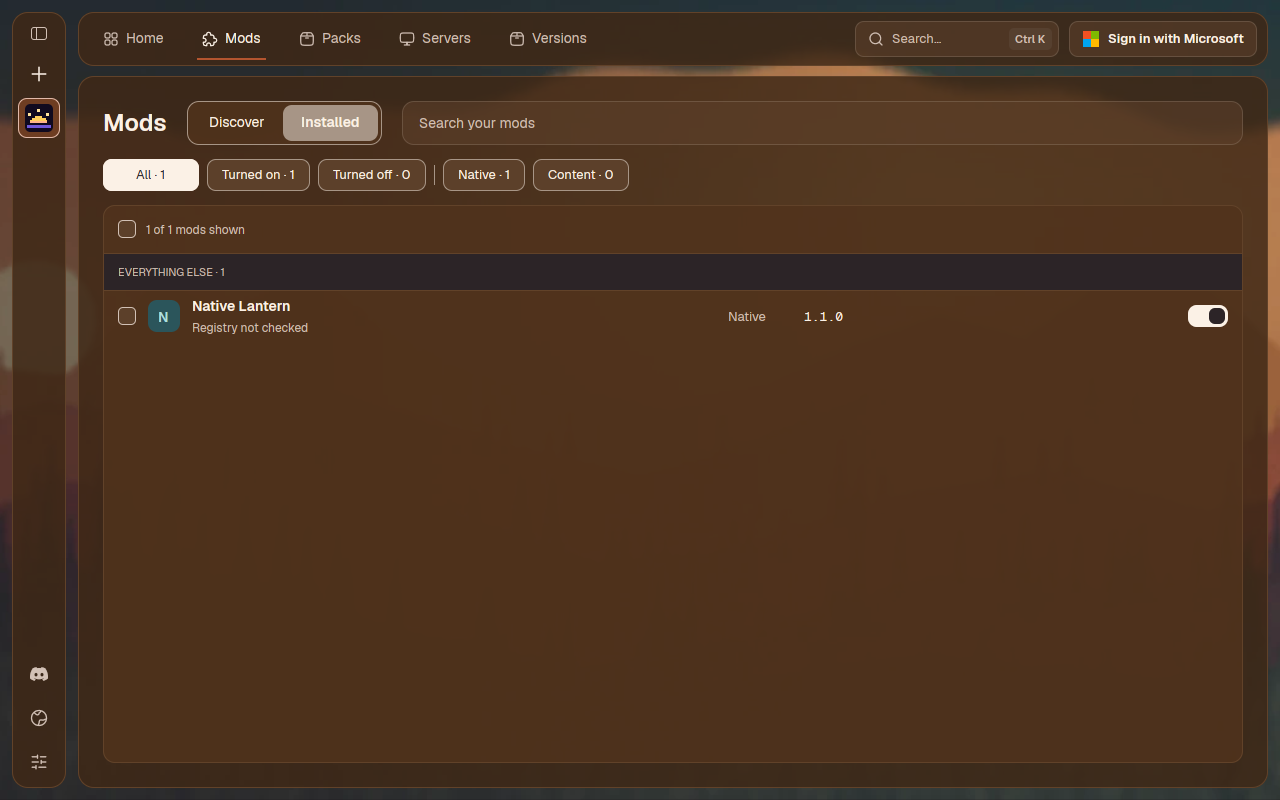 Home
Mods
Packs
Servers
Versions
Search...
Ctrl K
Sign in with Microsoft
Mods
Discover
Installed
Search your mods
All · 1
Turned on · 1
Turned off · 0
Native · 1
Content · 0
1 of 1 mods shown
EVERYTHING ELSE · 1
N
Native Lantern
Registry not checked
Native
1.1.0